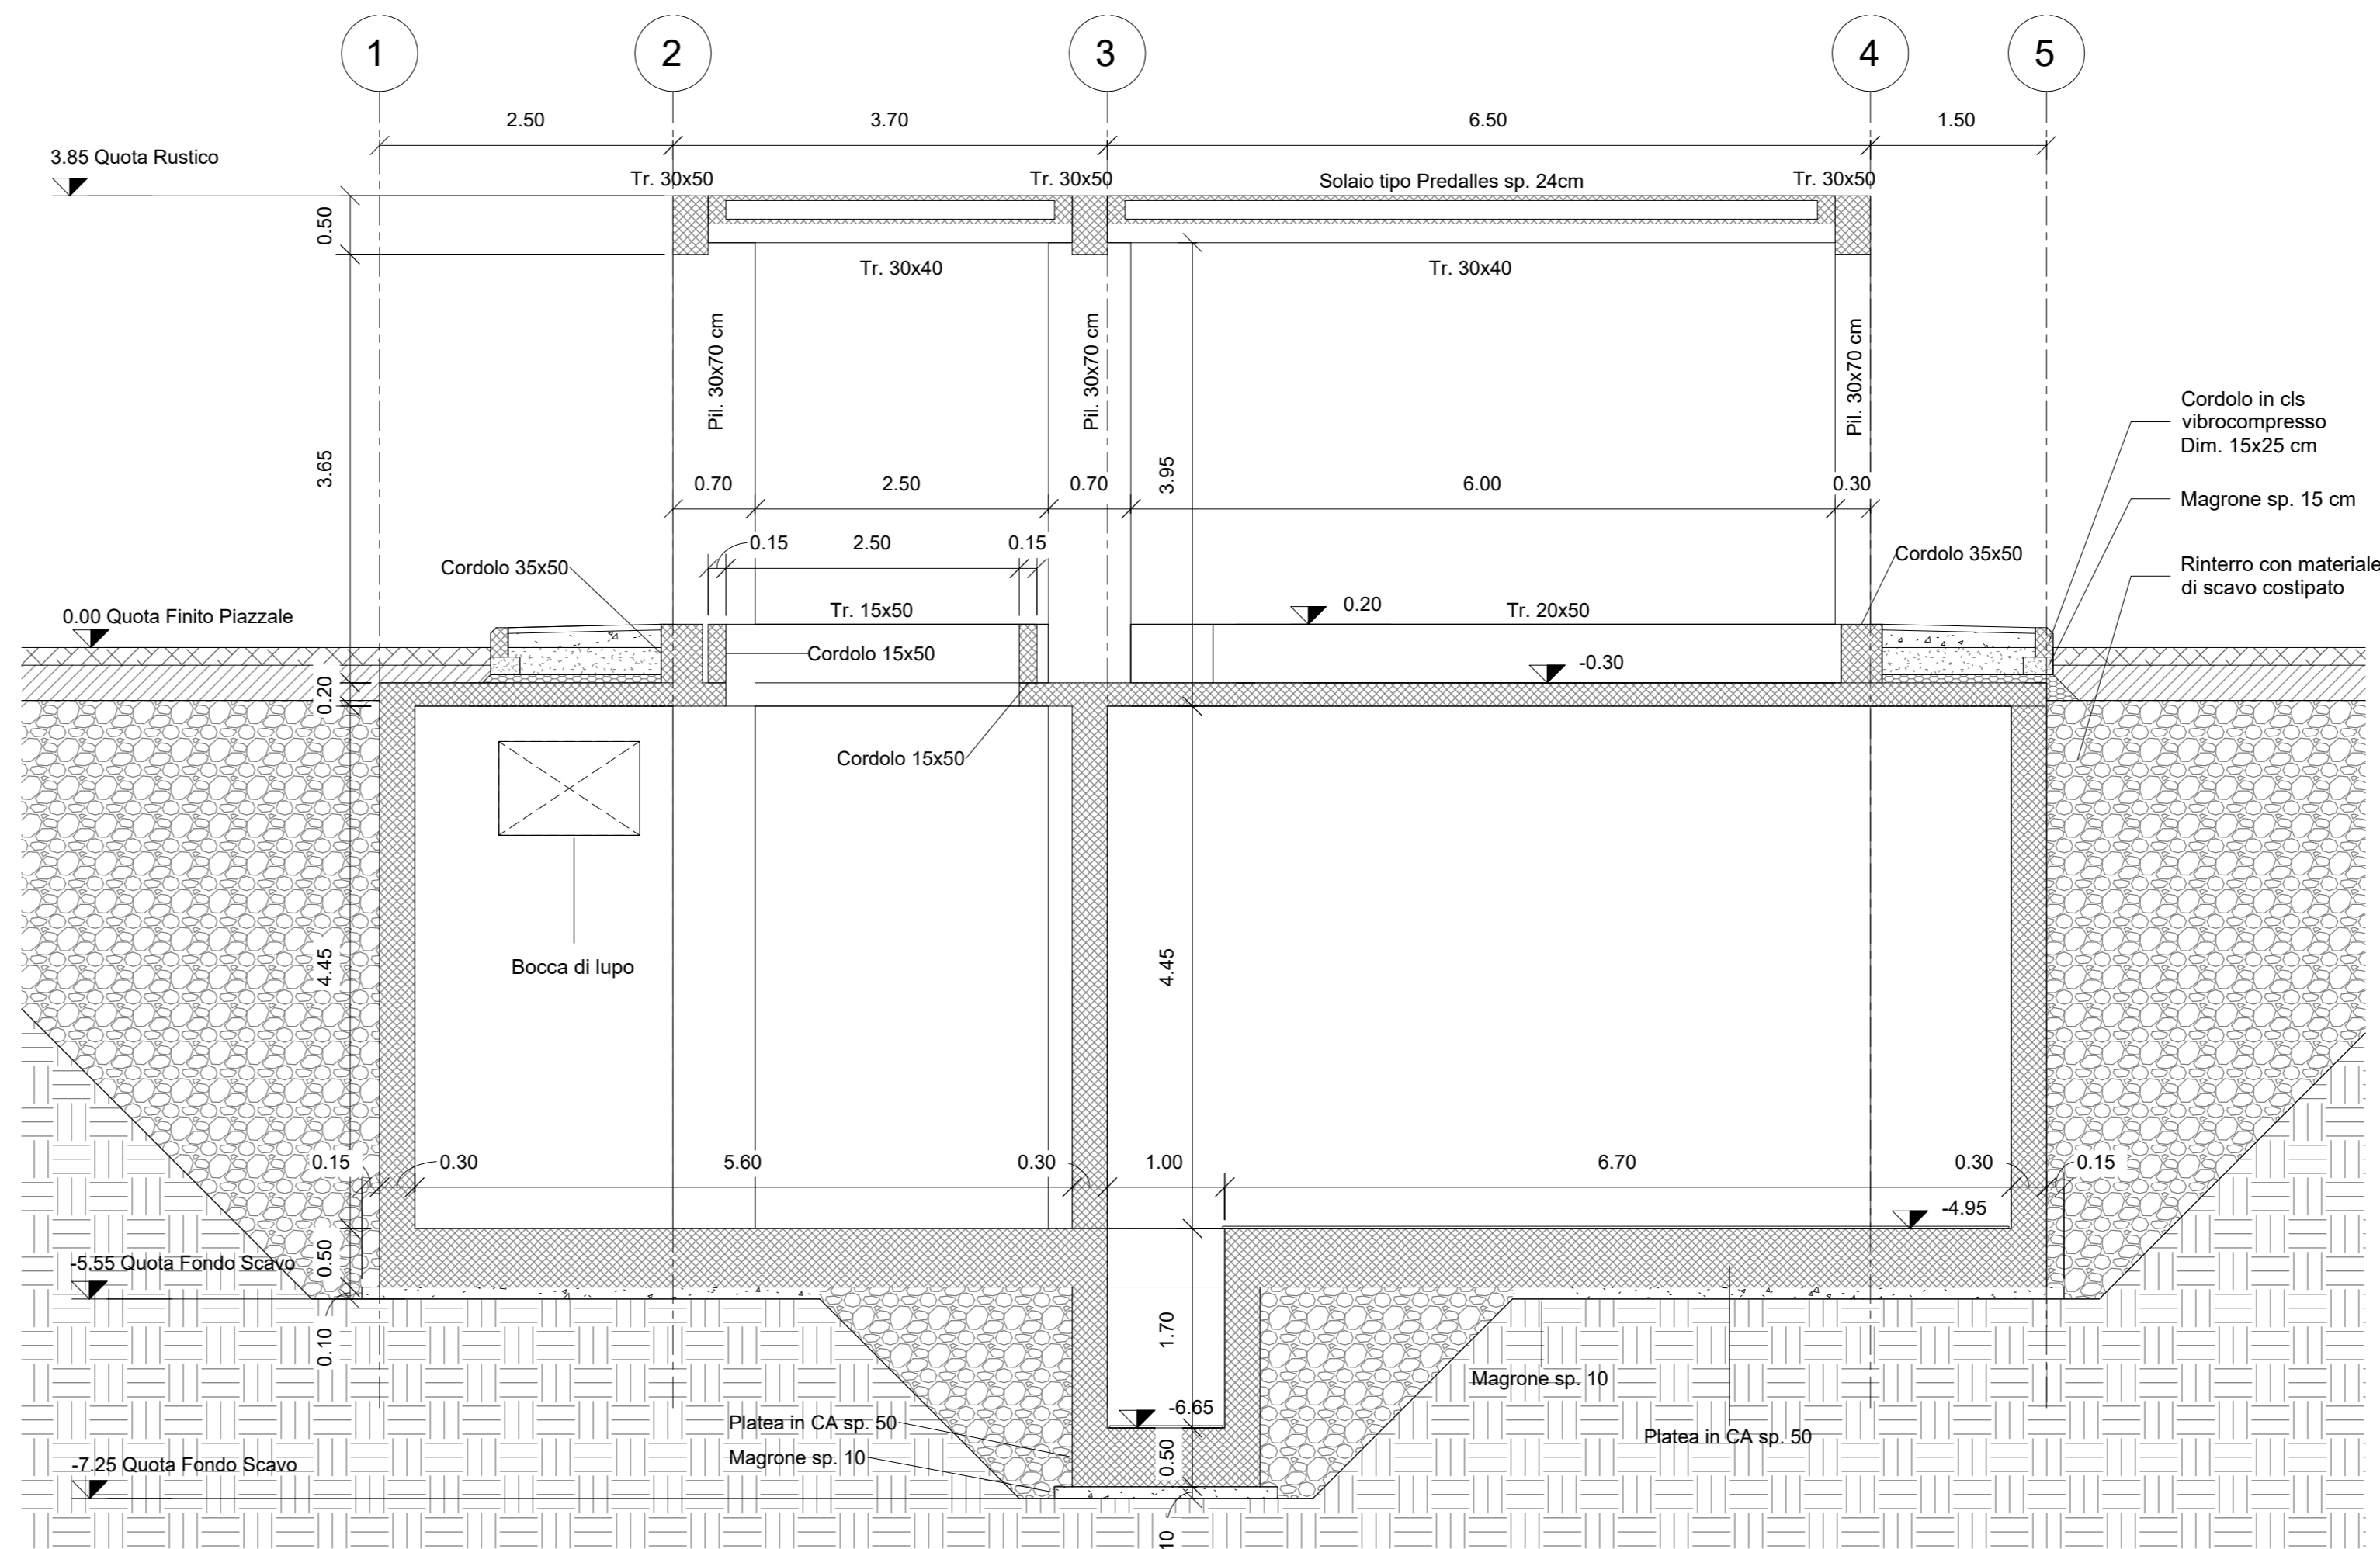 1
2
3
4
5
2.50
3.70
6.50
1.50
3.85 Quota Rustico
Tr. 30x50
Tr. 30x50
Solaio tipo Predalles sp. 24cm
Tr. 30x50
0.50
Tr. 30x40
Tr. 30x40
Pil. 30x70 cm
Pil. 30x70 cm
Pil. 30x70 cm
Cordolo in cls
vibrocompresso
Dim. 15x25 cm
3.65
3.95
0.70
2.50
0.70
6.00
0.30
Magrone sp. 15 cm
0.15
2.50
0.15
Cordolo 35x50
Cordolo 35x50
Rinterro con materiale
di scavo costipato
0.00 Quota Finito Piazzale
Tr. 15x50
0.20
Tr. 20x50
Cordolo 15x50
-0.30
0.20
Cordolo 15x50
Bocca di lupo
4.45
4.45
0.15
0.30
5.60
0.30
1.00
6.70
0.30
0.15
-4.95
0.50
-5.55 Quota Fondo Scavo
0.10
1.70
Magrone sp. 10
-6.65
Platea in CA sp. 50
Platea in CA sp. 50
Magrone sp. 10
0.50
-7.25 Quota Fondo Scavo
10